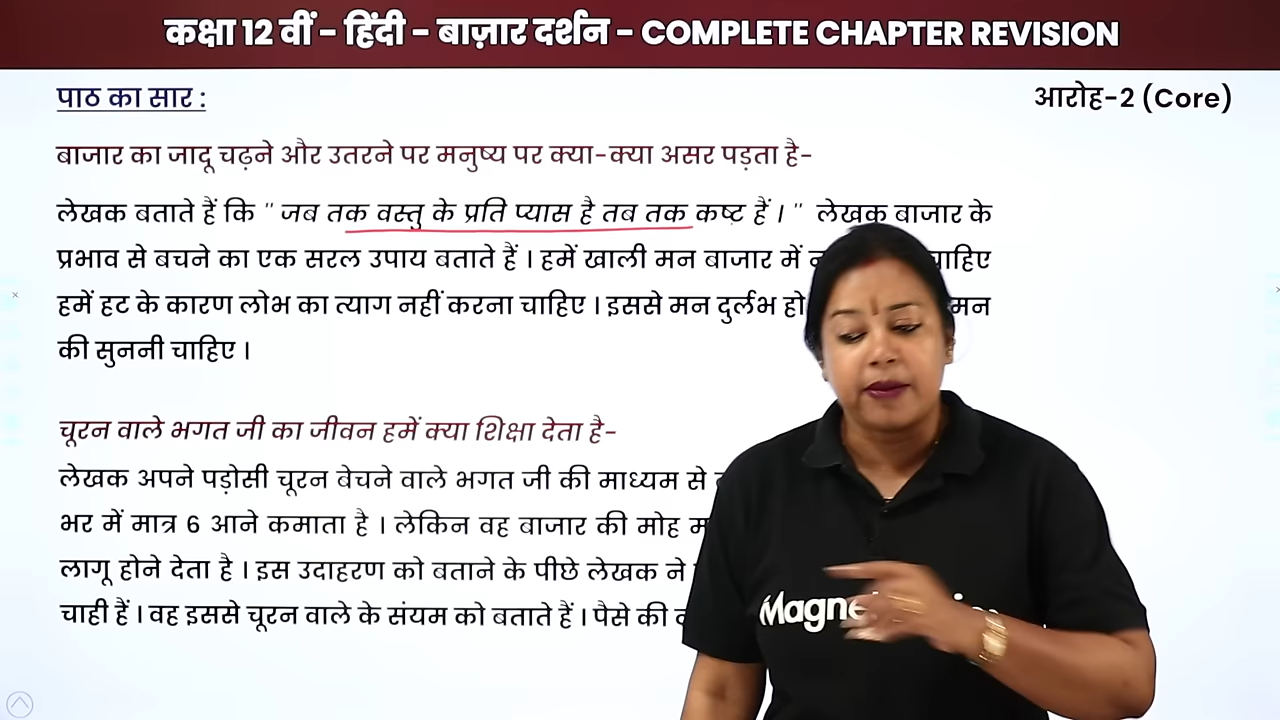 कक्षा 12 वीं - हिंदी - बाज़ार दर्शन - COMPLETE CHAPTER REVISION
पाठ का सार :
आरोह-2 (Core)
बाजार का जादू चढ़ने और उतरने पर मनुष्य पर क्या-क्या असर पड़ता है-
लेखक बताते हैं कि " जब तक वस्तु के प्रति प्यास है तब तक कष्ट हैं । " लेखक बाजार के
प्रभाव से बचने का एक सरल उपाय बताते हैं । हमें खाली मन बाजार में
हमें हट के कारण लोभ का त्याग नहीं करना चाहिए । इससे मन दुर्लभ हो मन
की सुननी चाहिए ।
चूरन वाले भगत जी का जीवन हमें क्या शिक्षा देता है-
लेखक अपने पड़ोसी चूरन बेचने वाले भगत जी की माध्यम से
भर में मात्र 6 आने कमाता है । लेकिन वह बाजार की मोह
लागू होने देता है । इस उदाहरण को बताने के पीछे लेखक ने
चाही हैं । वह इससे चूरन वाले के संयम को बताते हैं । पैसे की